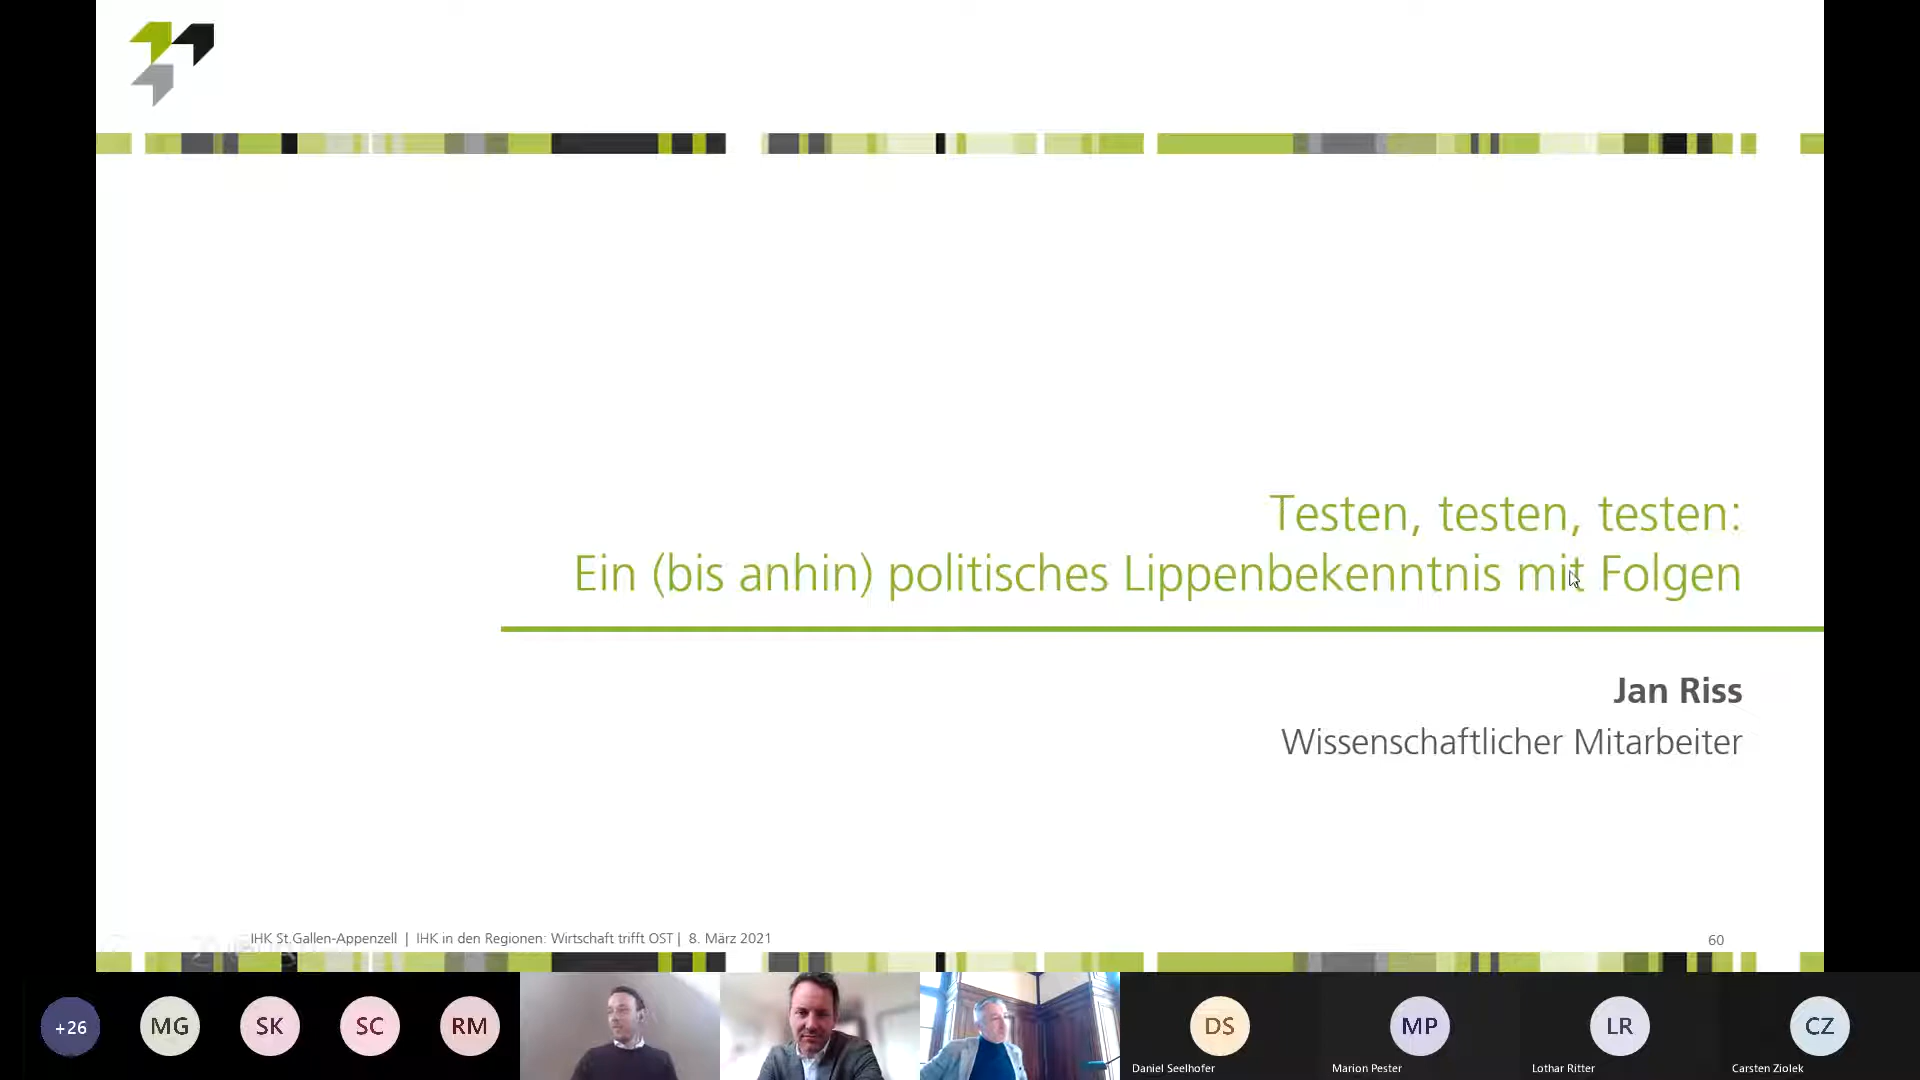 Testen, testen, testen:
Ein (bis anhin) politisches Lippenbekenntnis mit Folgen
Jan Riss
Wissenschaftlicher Mitarbeiter
IHK St.Gallen-Appenzell | IHK in den Regionen: Wirtschaft trifft OST | 8. März 2021
60
+26
MG
SK
SC
RM
DS
MP
LR
CZ
Daniel Seelhofer
Marion Pester
Lothar Ritter
Carsten Ziolek